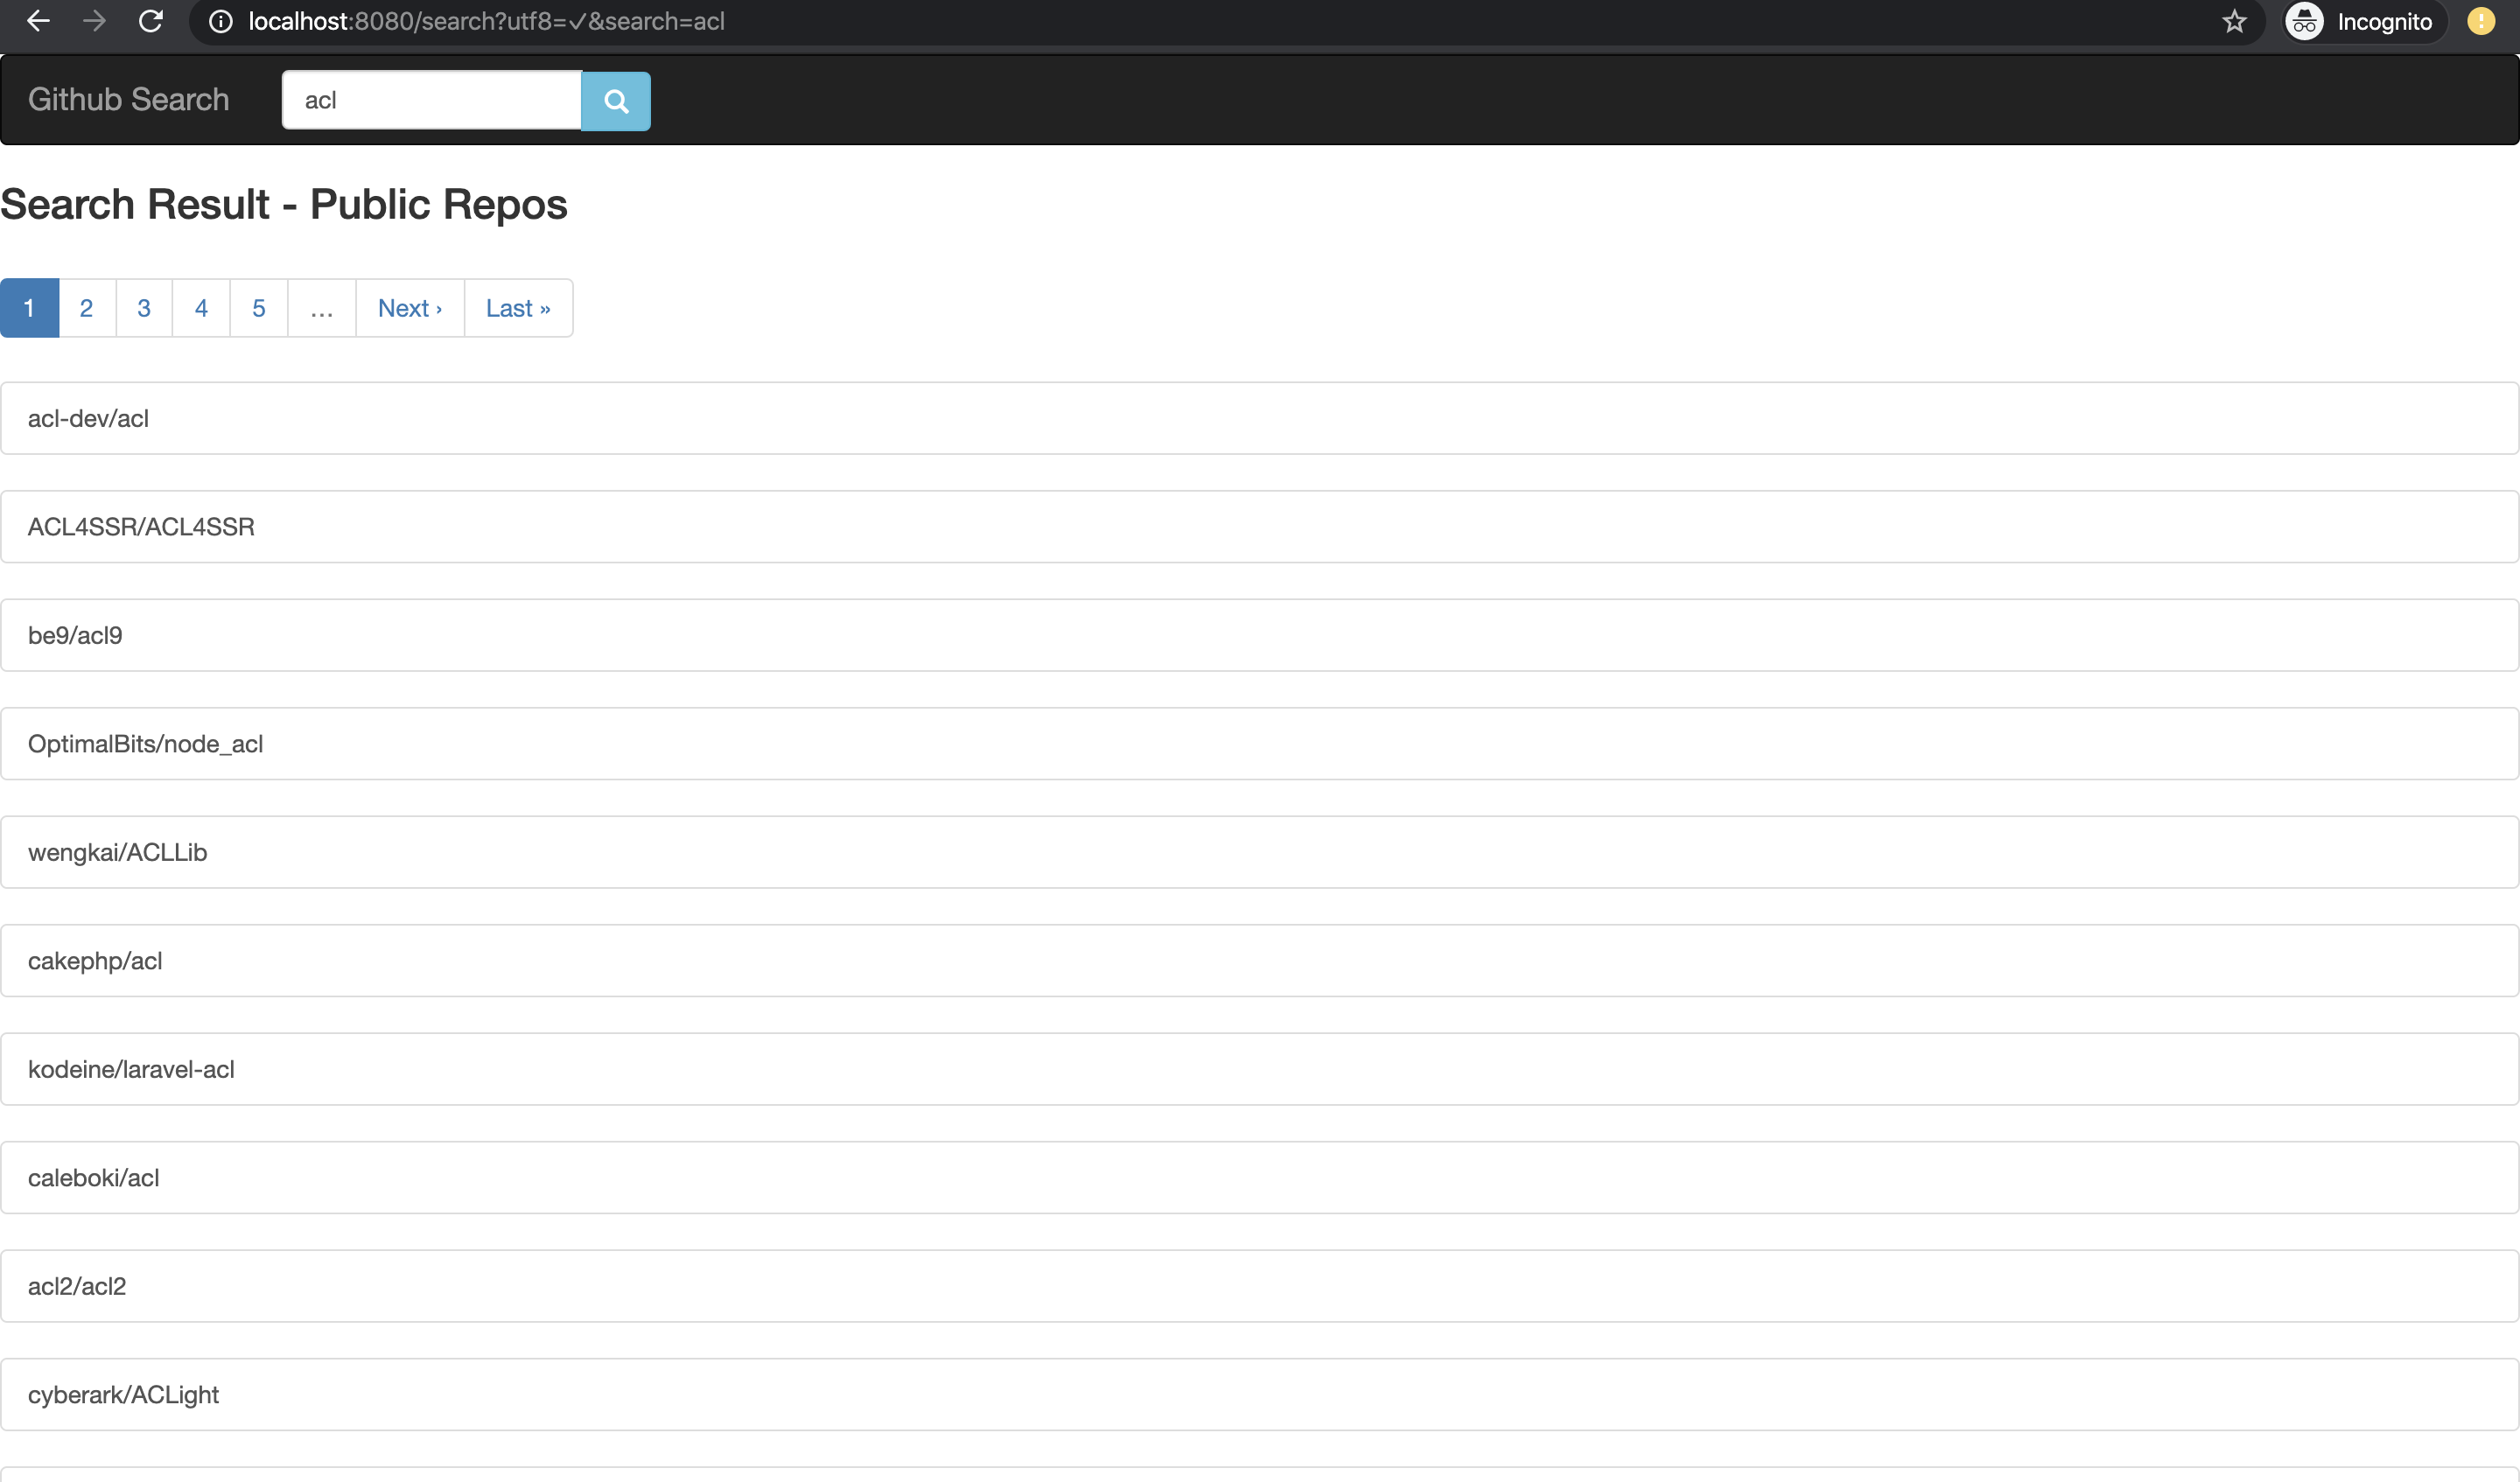 localhost:8080/search?utf8=✓&search=acl
Incognito
Github Search
acl
Search Result - Public Repos
1 2 3 4 5 … Next › Last »
acl-dev/acl
ACL4SSR/ACL4SSR
be9/acl9
OptimalBits/node_acl
wengkai/ACLLib
cakephp/acl
kodeine/laravel-acl
caleboki/acl
acl2/acl2
cyberark/ACLight